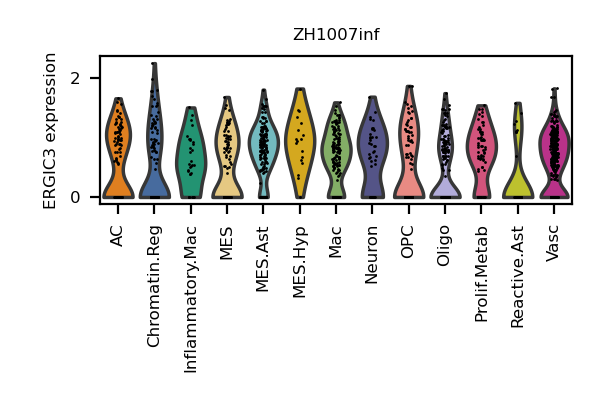 ZH1007inf
ERGIC3 expression
2
0
AC
Chromatin.Reg
Inflammatory.Mac
MES
MES.Ast
MES.Hyp
Mac
Neuron
OPC
Oligo
Prolif.Metab
Reactive.Ast
Vasc